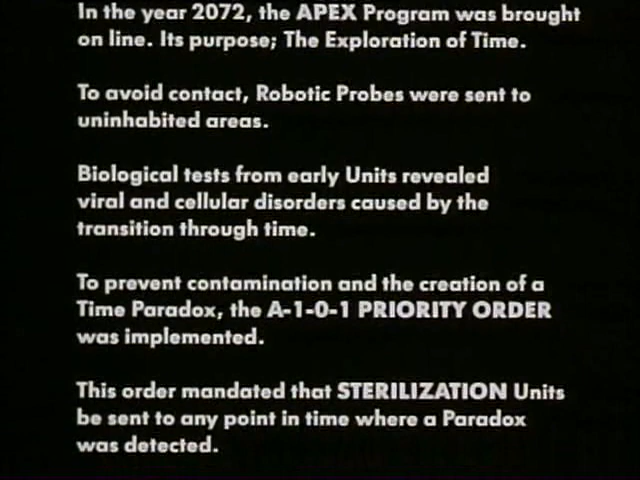 In the year 2072, the APEX Program was brought
on line. Its purpose; The Exploration of Time.
To avoid contact, Robotic Probes were sent to
uninhabited areas.
Biological tests from early Units revealed
viral and cellular disorders caused by the
transition through time.
To prevent contamination and the creation of a
Time Paradox, the A-1-0-1 PRIORITY ORDER
was implemented.
This order mandated that STERILIZATION Units
be sent to any point in time where a Paradox
was detected.